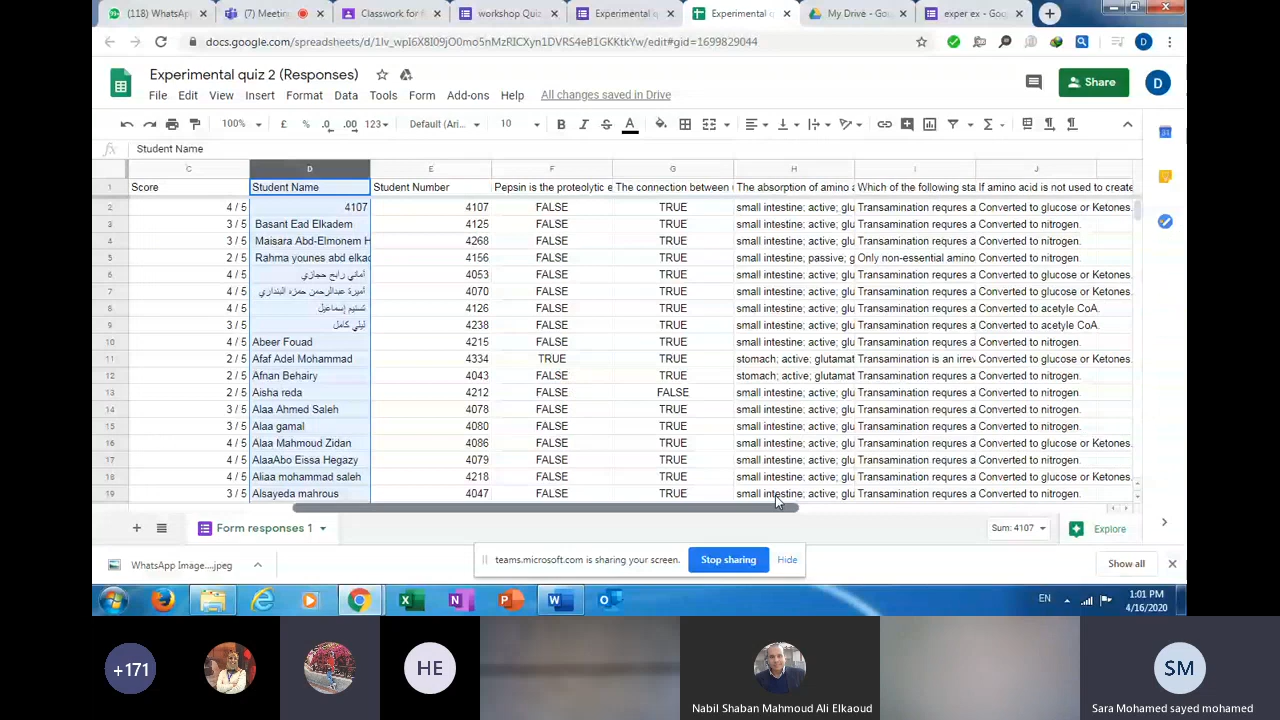 (118) WhatsApp
(7) Meetin
Classwork for
Workshop Quiz
Experimental q
Experimental q
My Drive - Goo
exper ex - Goo
Experimental quiz 2 (Responses)
File Edit View Insert Format Data Tools Form Add-ons Help All changes saved in Drive
Share
D
100% £ % .0 .00 123 Default (Ari... 10 B I S A
fx Student Name
C D E F G H I J
1 Score Student Name Student Number Pepsin is the proteolytic e The connection between The absorption of amino a Which of the following sta If amino acid is not used to create
2 4 / 5 4107 4107 FALSE TRUE small intestine; active; glu Transamination requres a Converted to glucose or Ketones.
3 3 / 5 Basant Ead Elkadem 4125 FALSE TRUE small intestine; active; glu Transamination requres a Converted to nitrogen.
4 3 / 5 Maisara Abd-Elmonem H 4268 FALSE TRUE small intestine; active; glu Transamination requres a Converted to nitrogen.
5 2 / 5 Rahma younes abd elkad 4156 FALSE TRUE small intestine; passive; g Only non-essential amino Converted to nitrogen.
6 4 / 5 أماني رابح حجازي 4053 FALSE TRUE small intestine; active; glu Transamination requres a Converted to glucose or Ketones.
7 4 / 5 أميرة عبدالرحمن حمزه البنداري 4070 FALSE TRUE small intestine; active; glu Transamination requres a Converted to glucose or Ketones.
8 4 / 5 تسنيم إسماعيل 4126 FALSE TRUE small intestine; active; glu Transamination requres a Converted to acetyle CoA.
9 3 / 5 ليلي كامل 4238 FALSE TRUE small intestine; active; glu Transamination requres a Converted to acetyle CoA.
10 Abeer Fouad 4215 FALSE TRUE small intestine; active; glu Transamination requres a Converted to nitrogen.
11 2 / 5 Afaf Adel Mohammad 4334 TRUE TRUE stomach; active; glutamat Transamination is an irrev Converted to glucose or Ketones.
12 2 / 5 Afnan Behairy 4043 FALSE TRUE stomach; active; glutamat Transamination requres a Converted to nitrogen.
13 2 / 5 Aisha reda 4212 FALSE FALSE small intestine; active; glu Transamination requres a Converted to nitrogen.
14 3 / 5 Alaa Ahmed Saleh 4078 FALSE TRUE small intestine; active; glu Transamination requres a Converted to nitrogen.
15 3 / 5 Alaa gamal 4080 FALSE TRUE small intestine; active; glu Transamination requres a Converted to nitrogen.
16 4 / 5 Alaa Mahmoud Zidan 4086 FALSE TRUE small intestine; active; glu Transamination requres a Converted to glucose or Ketones.
17 4 / 5 AlaaAbo Eissa Hegazy 4079 FALSE TRUE small intestine; active; glu Transamination requres a Converted to nitrogen.
18 4 / 5 Aliaa mohammad saleh 4218 FALSE TRUE small intestine; active; glu Transamination requres a Converted to glucose or Ketones.
19 3 / 5 Alsayeda mahrous 4047 FALSE TRUE small intestine; active; glu Transamination requres a Converted to nitrogen.
Form responses 1 Sum: 4107 Explore
teams.microsoft.com is sharing your screen. Stop sharing Hide
WhatsApp Image....jpeg Show all
EN 1:01 PM
4/16/2020
+171 HE SM
Nabil Shaban Mahmoud Ali Elkaoud Sara Mohamed sayed mohamed